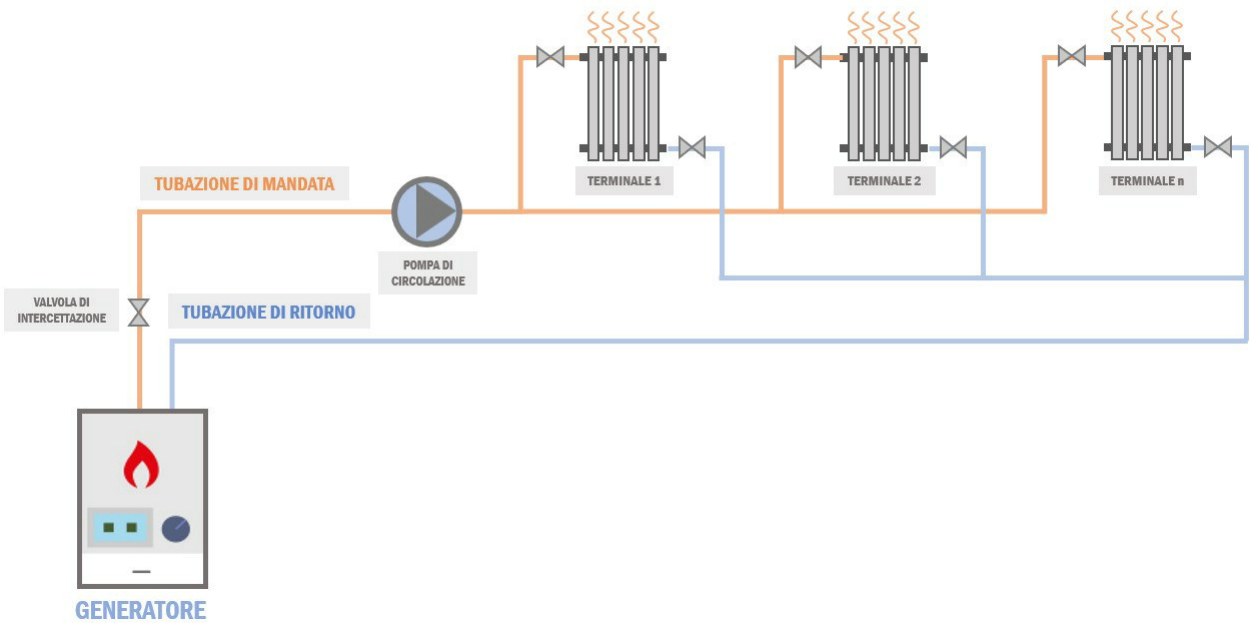 TERMINALE 1
TERMINALE 2
TERMINALE n
TUBAZIONE DI MANDATA
POMPA DI
CIRCOLAZIONE
VALVOLA DI
INTERCETTAZIONE
TUBAZIONE DI RITORNO
GENERATORE